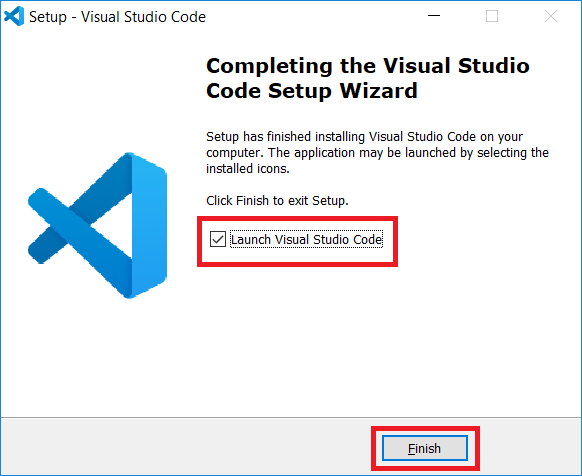 Setup - Visual Studio Code
Completing the Visual Studio
Code Setup Wizard
Setup has finished installing Visual Studio Code on your
computer. The application may be launched by selecting the
installed icons.
Click Finish to exit Setup.
Launch Visual Studio Code
Finish